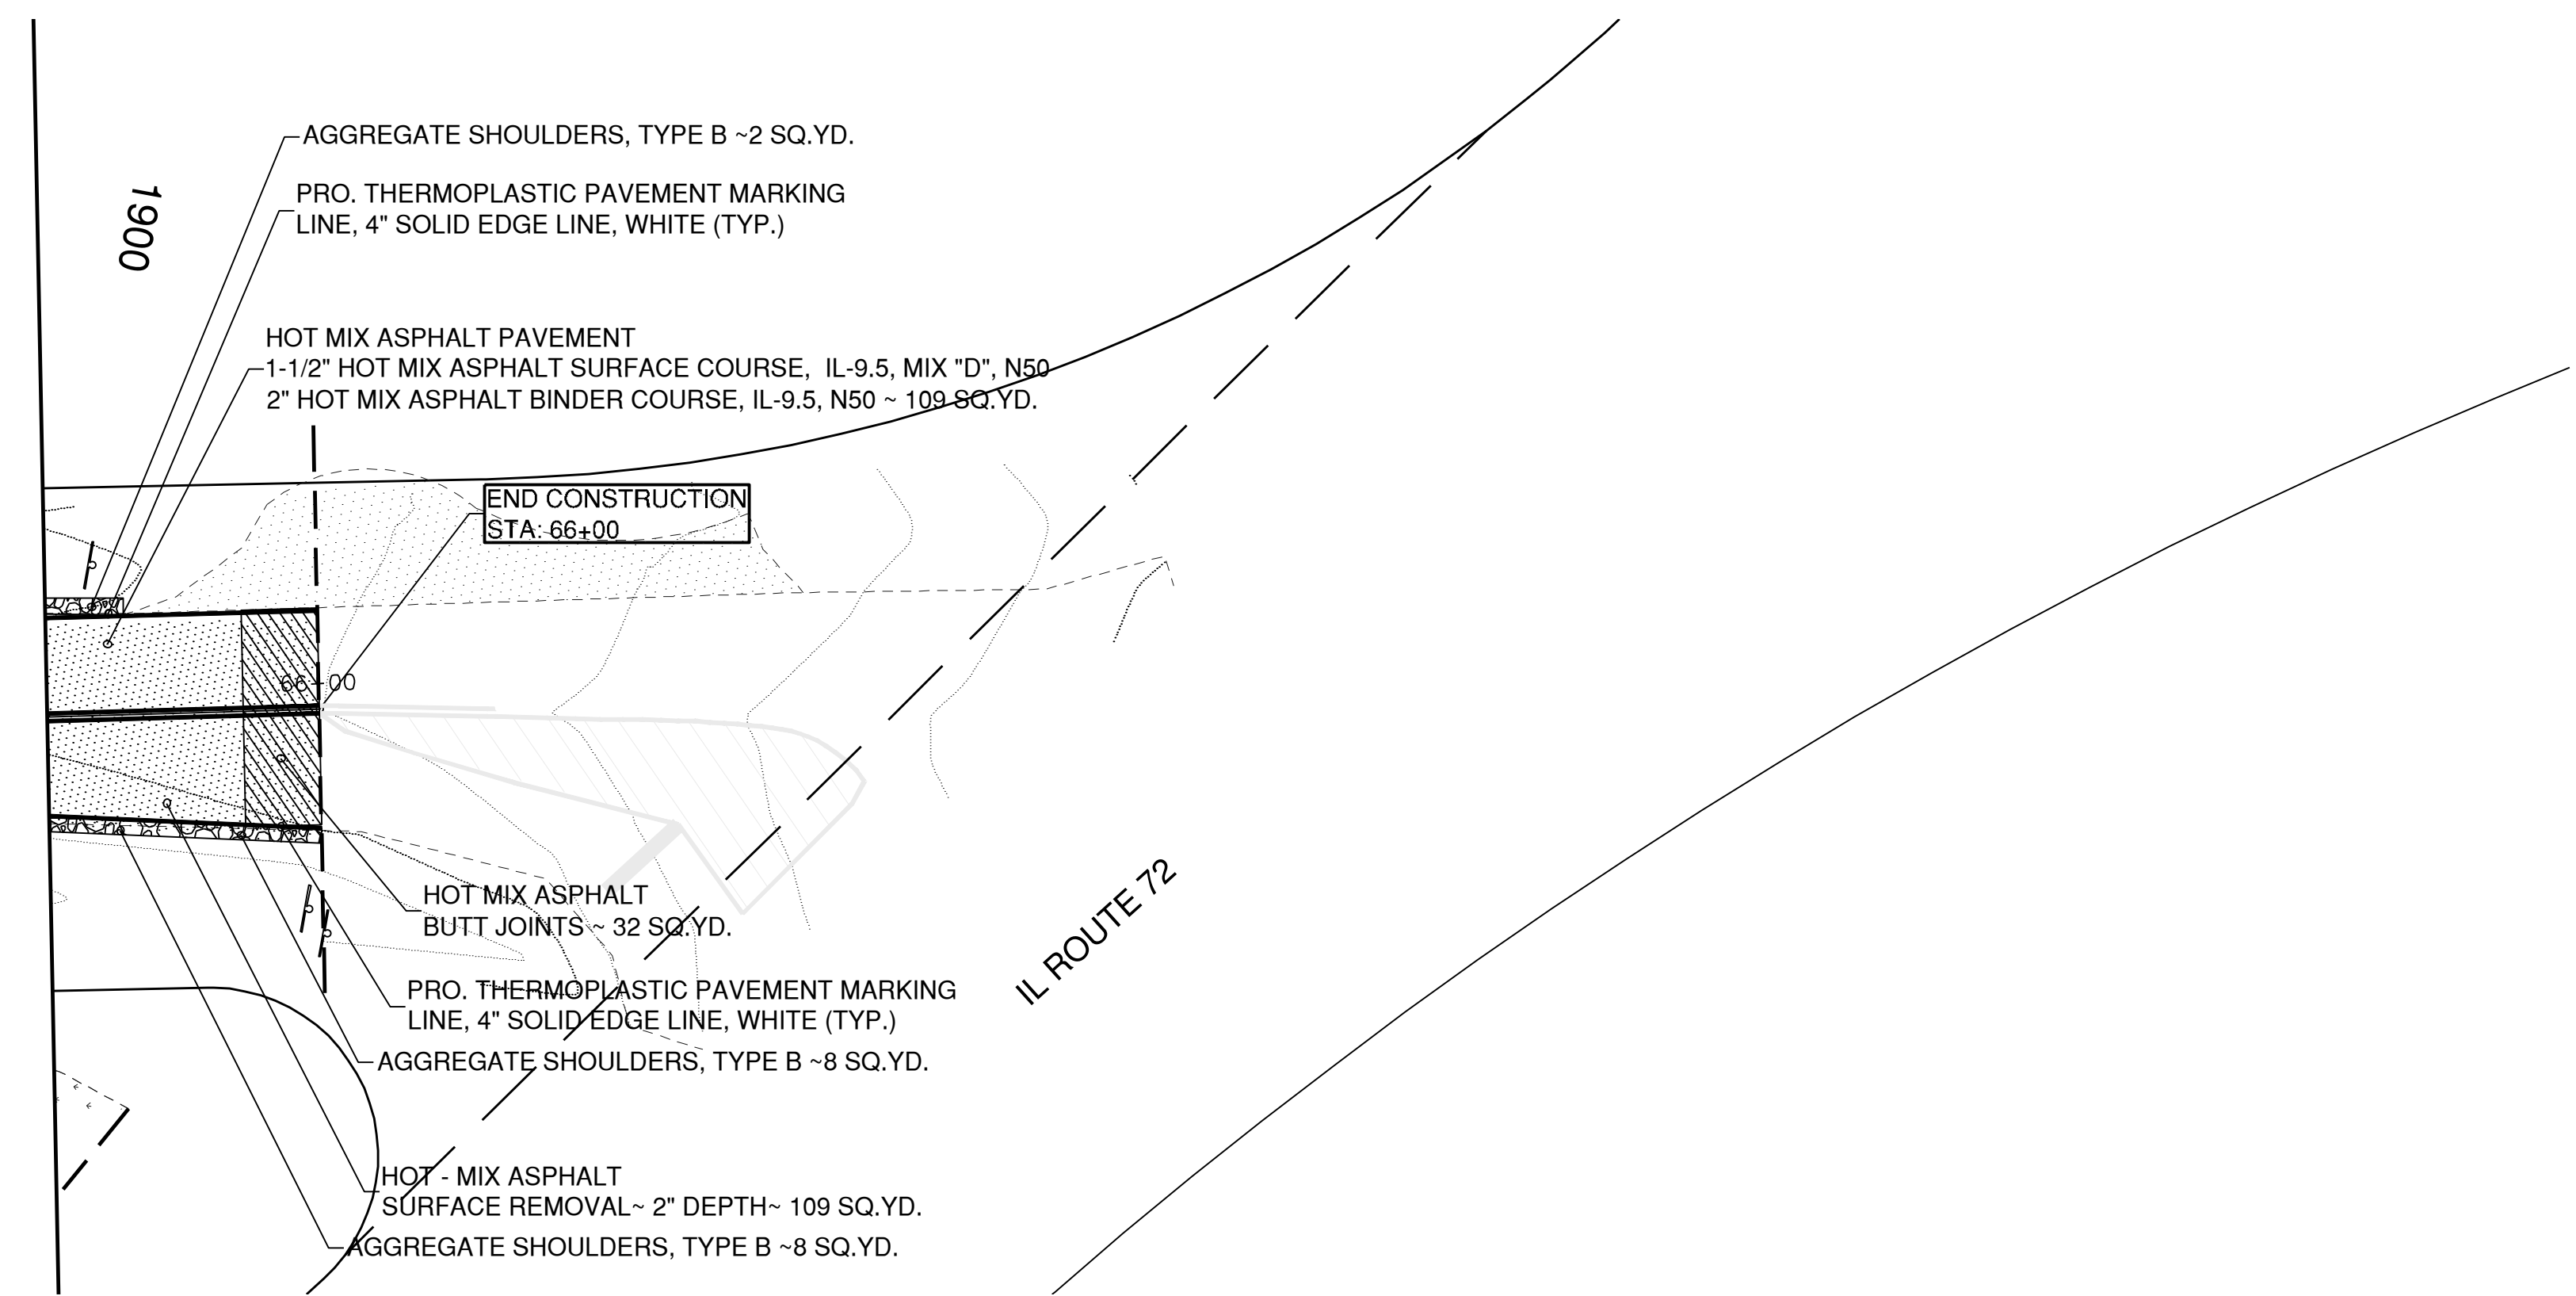 AGGREGATE SHOULDERS, TYPE B ~2 SQ.YD.
PRO. THERMOPLASTIC PAVEMENT MARKING
LINE, 4" SOLID EDGE LINE, WHITE (TYP.)
1900
HOT MIX ASPHALT PAVEMENT
1-1/2" HOT MIX ASPHALT SURFACE COURSE, IL-9.5, MIX "D", N50
2" HOT MIX ASPHALT BINDER COURSE, IL-9.5, N50 ~ 109 SQ.YD.
END CONSTRUCTION
STA: 66+00
66+00
HOT MIX ASPHALT
BUTT JOINTS ~ 32 SQ.YD.
IL ROUTE 72
PRO. THERMOPLASTIC PAVEMENT MARKING
LINE, 4" SOLID EDGE LINE, WHITE (TYP.)
AGGREGATE SHOULDERS, TYPE B ~8 SQ.YD.
HOT - MIX ASPHALT
SURFACE REMOVAL~ 2" DEPTH~ 109 SQ.YD.
AGGREGATE SHOULDERS, TYPE B ~8 SQ.YD.